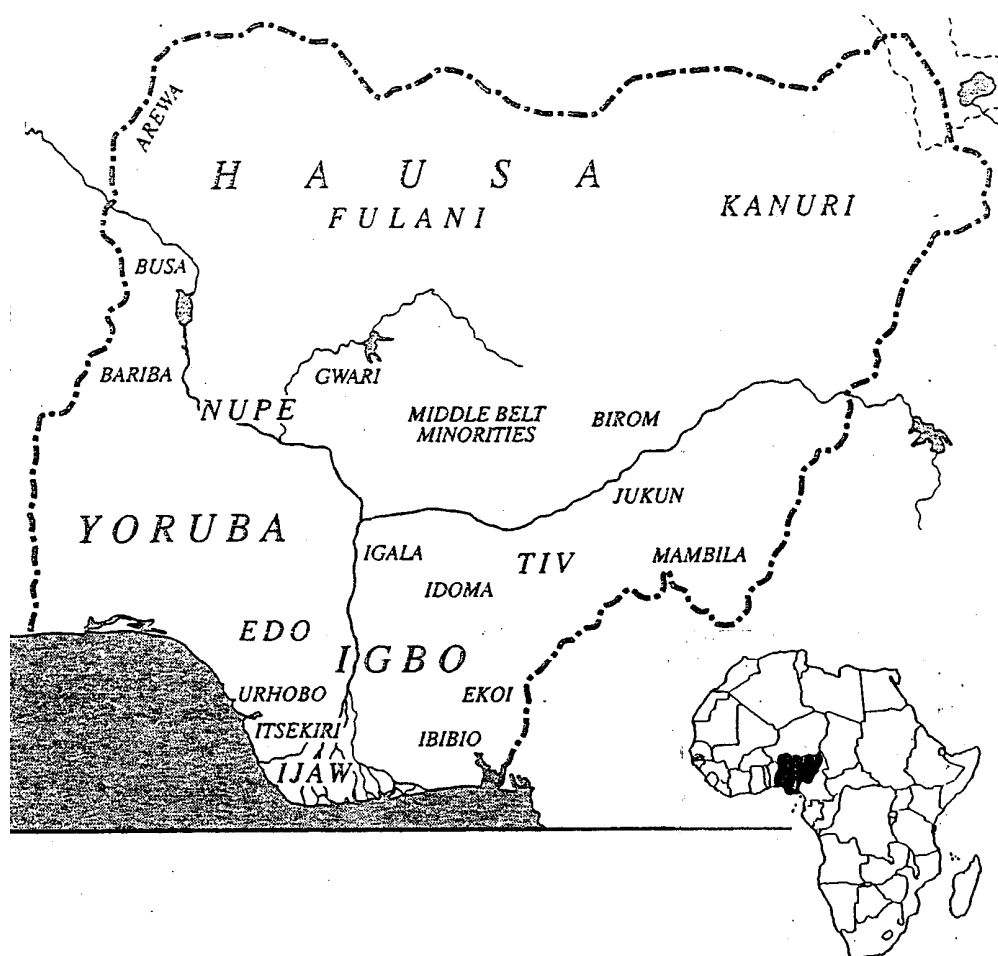 AREWA
H A U S A
FULANI
KANURI
BUSA
BARIBA
GWARI
NUPE
MIDDLE BELT
MINORITIES
BIROM
JUKUN
YORUBA
IGALA
TIV
MAMBILA
IDOMA
EDO
IGBO
URHOBO
EKOI
ITSEKIRI
IBIBIO
IJAW